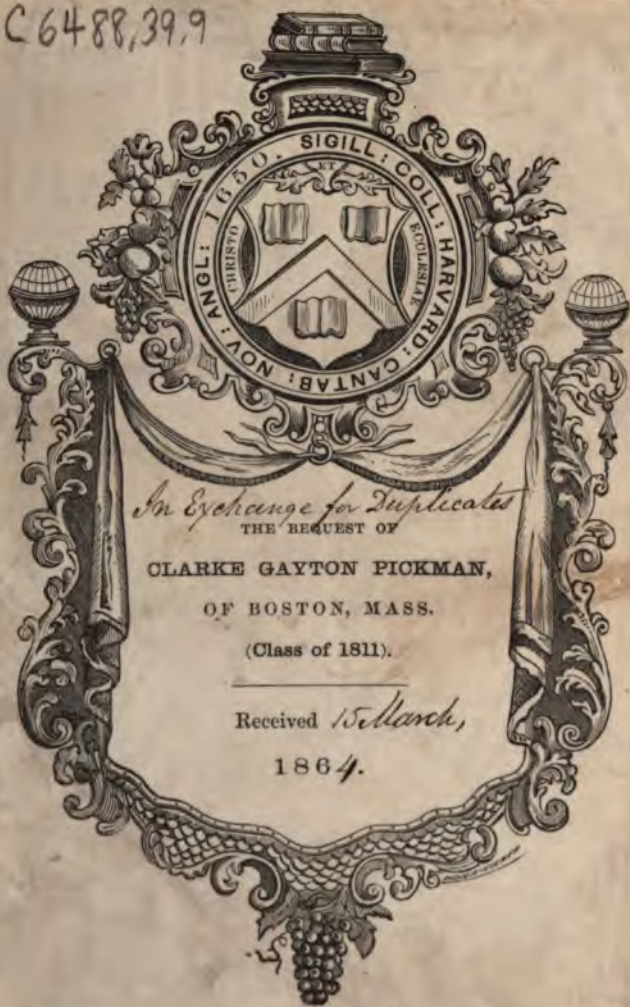 C 6488,39,9
SIGILL: COLL: HARVARD: CANTAB: NOV: ANGL: 1650.
ET
CHRISTO
ECCLESIAE
In Exchange for Duplicates
THE BEQUEST OF
CLARKE GAYTON PICKMAN,
OF BOSTON, MASS.
(Class of 1811).
Received 15 March,
1864.